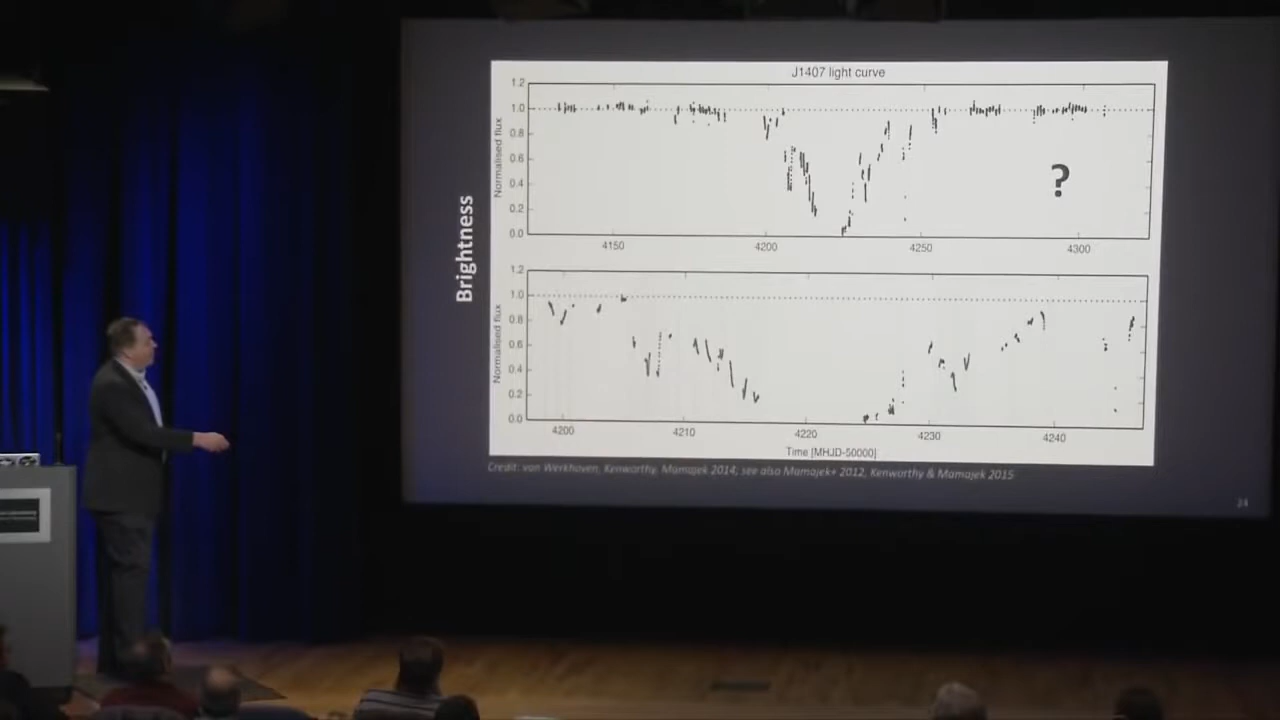 J1407 light curve
1.2
1.0
0.8
0.6
0.4
0.2
0.0
Normalised flux
?
4150 4200 4250 4300
Brightness
1.2
1.0
0.8
0.6
0.4
0.2
0.0
Normalised flux
4200 4210 4220 4230 4240
Time [MHJD-50000]
Credit: van Werkhoven, Kenworthy, Mamajek 2014; see also Mamajek+ 2012, Kenworthy & Mamajek 2015
24